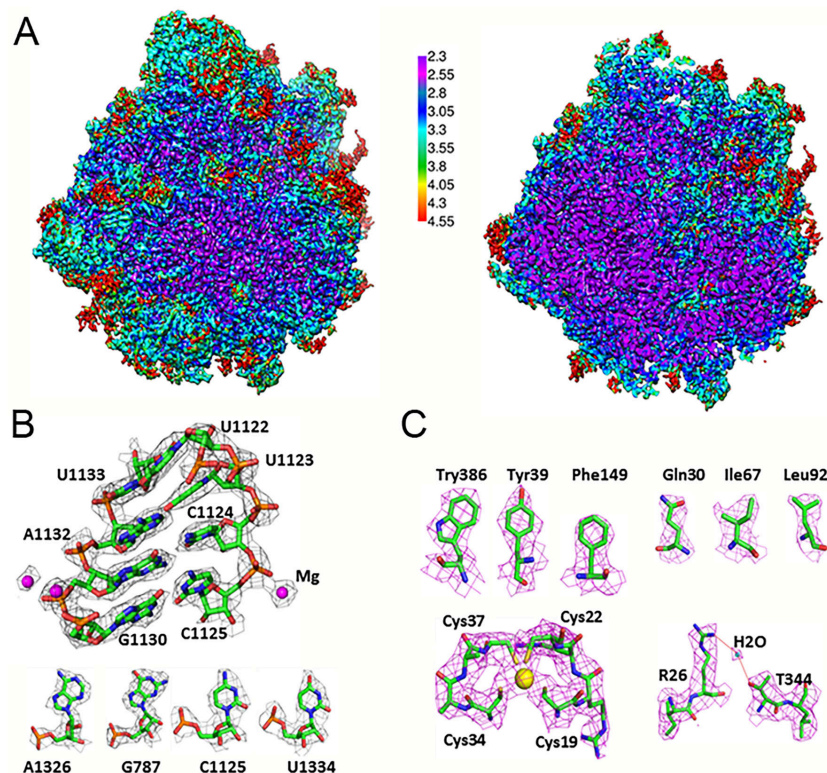 A
2.3
2.55
2.8
3.05
3.3
3.55
3.8
4.05
4.3
4.55
B
U1122
U1133
U1123
A1132
C1124
Mg
G1130
C1125
A1326 G787 C1125 U1334
C
Try386 Tyr39 Phe149 Gln30 Ile67 Leu92
Cys37 Cys22
Cys34 Cys19
H2O
R26 T344